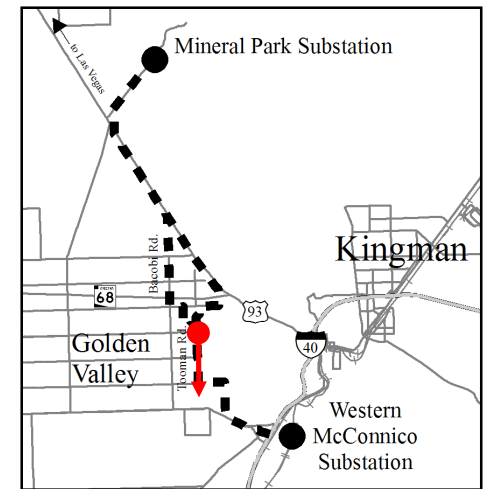 Mineral Park Substation
to Las Vegas
Bacobi Rd.
Kingman
68
93
40
Golden
Valley
Tooman Rd.
Western
McConnico
Substation